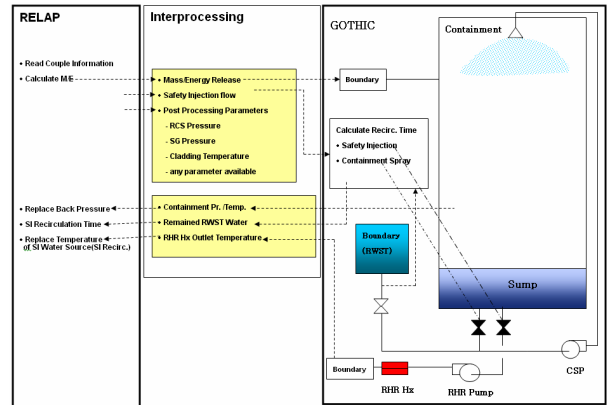 RELAP
• Read Couple Information
• Calculate M/E
• Replace Back Pressure
• SI Recirculation Time
• Replace Temperature
of SI Water Source(SI Recirc.)
Interprocessing
• Mass/Energy Release
• Safety Injection flow
• Post Processing Parameters
- RCS Pressure
- SG Pressure
- Cladding Temperature
- any parameter available
• Containment Pr. /Temp.
• Remained RWST Water
• RHR Hx Outlet Temperature
GOTHIC
Containment
Boundary
Calculate Recirc. Time
• Safety Injection
• Containment Spray
Boundary
(RWST)
Sump
CSP
Boundary
RHR Hx
RHR Pump